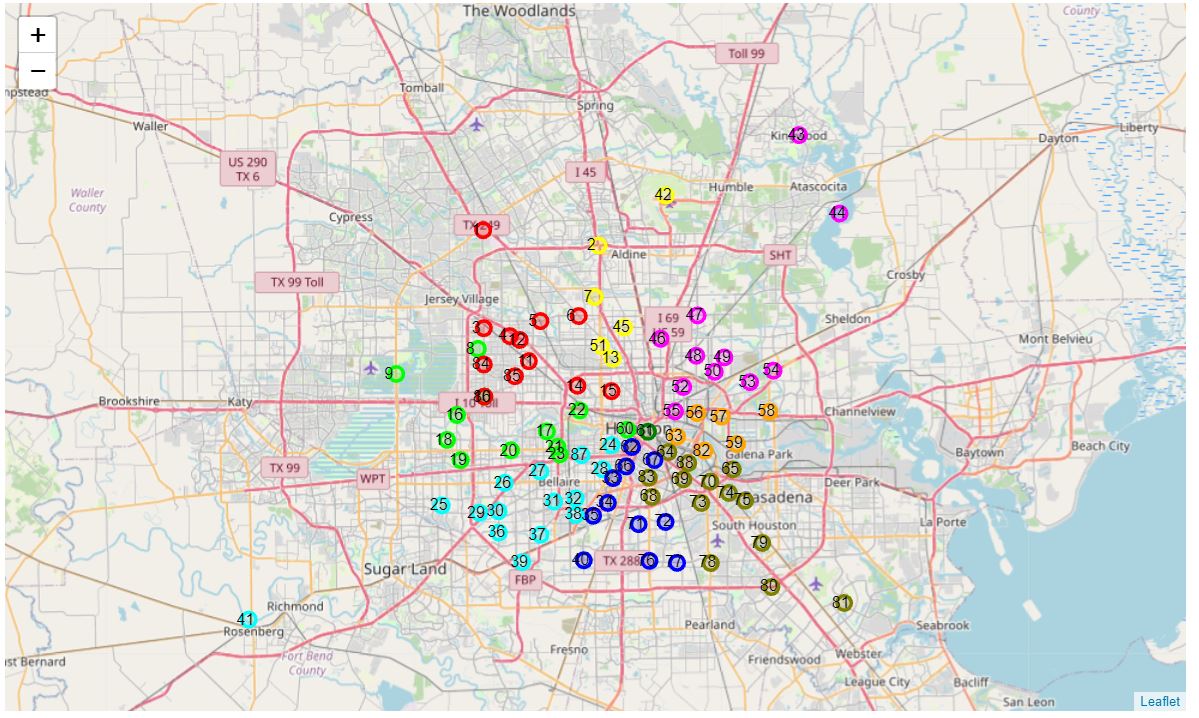 The Woodlands
County
+
−
Toll 99
Tomball
Spring
Waller
Kingwood
43
Dayton
Liberty
US 290
TX 6
I 45
Waller
County
42
Humble
Atascocita
44
Cypress
TX 249
2
Aldine
SHT
Crosby
TX 99 Toll
Jersey Village
7
I 69
US 59
47
Sheldon
3
4
12
5
6
45
46
Mont Belvieu
8
84
11
51
13
48
49
50
54
9
85
14
15
52
53
Brookshire
Katy
86
I 10 Toll
22
55
56
57
58
Channelview
16
17
60
61
63
Beach City
18
20
21
23
87
24
62
64
82
59
Galena Park
Baytown
19
TX 99
WPT
27
Bellaire
28
66
67
88
65
Deer Park
26
33
83
69
70
25
29
30
31
32
38
34
35
68
73
74
75
Pasadena
La Porte
36
37
71
72
South Houston
79
Sugar Land
39
FBP
40
TX 288
76
77
78
80
81
41
Richmond
Rosenberg
Pearland
Seabrook
Fort Bend
County
Fresno
Friendswood
Webster
League City
Bacliff
San Leon
Leaflet